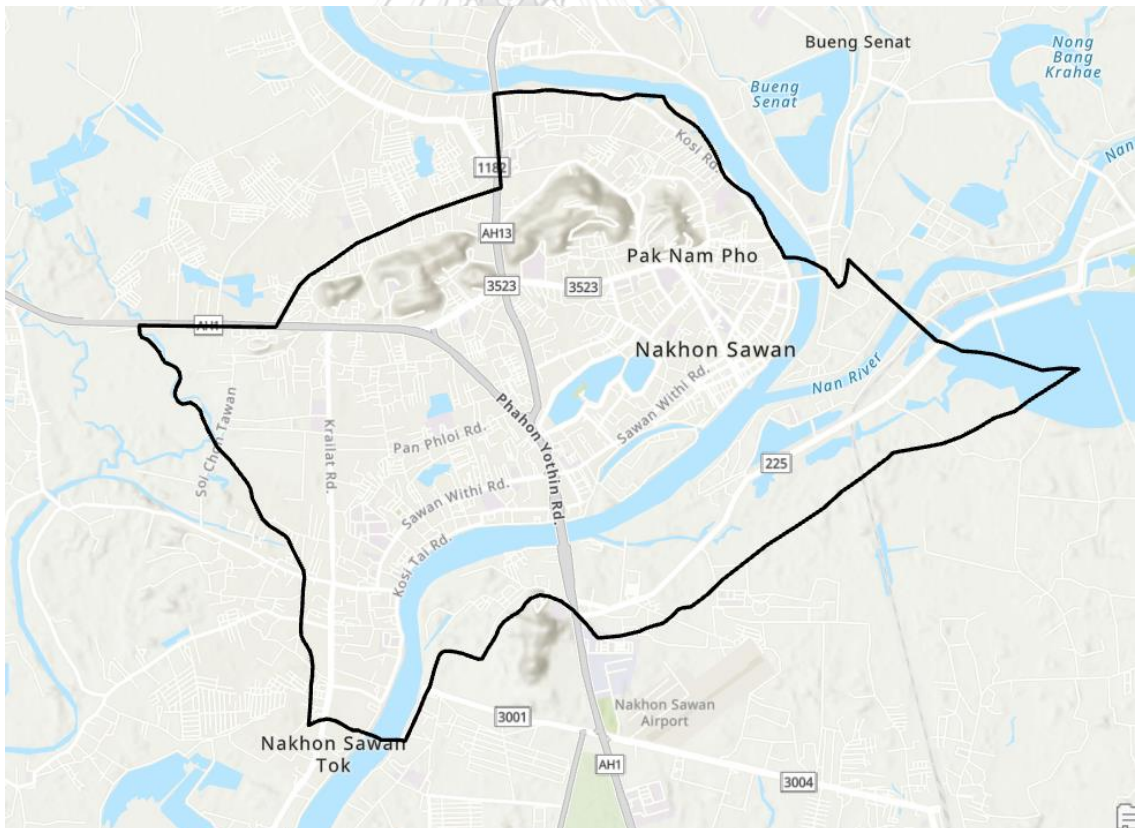 Bueng Senat
Nong
Bang
Krahae
Bueng
Senat
Nan
Kosi Rd.
1182
AH13
Pak Nam Pho
3523
3523
AH1
Nakhon Sawan
Nan River
Sawan Withi Rd.
Phahon Yothin Rd.
Soi Choh Tawan
Krailat Rd.
Pan Phloi Rd.
225
Sawan Withi Rd.
Kosi Tai Rd.
Nakhon Sawan
Airport
3001
Nakhon Sawan
Tok
AH1
3004